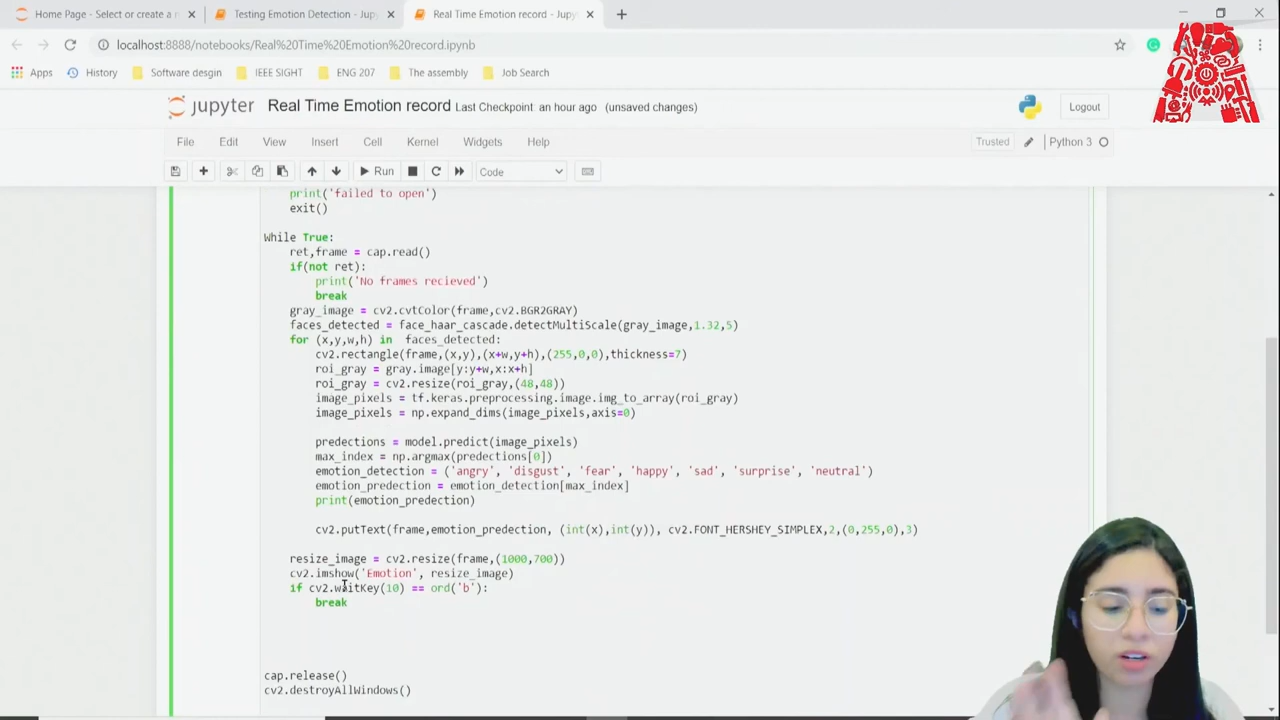 Home Page - Select or create a n
Testing Emotion Detection - Jup
Real Time Emotion record - Jupy
localhost:8888/notebooks/Real%20Time%20Emotion%20record.ipynb
Apps History Software desgin IEEE SIGHT ENG 207 The assembly Job Search
jupyter Real Time Emotion record Last Checkpoint an hour ago (unsaved changes) Logout
File Edit View Insert Cell Kernel Widgets Help Trusted Python 3
Run Code
print('failed to open')
exit()
While True:
ret,frame = cap.read()
if(not ret):
print('No frames recieved')
break
gray_image = cv2.cvtColor(frame,cv2.BGR2GRAY)
faces_detected = face_haar_cascade.detectMultiScale(gray_image,1.32,5)
for (x,y,w,h) in faces_detected:
cv2.rectangle(frame,(x,y),(x+w,y+h),(255,0,0),thickness=7)
roi_gray = gray.image[y:y+w,x:x+h]
roi_gray = cv2.resize(roi_gray,(48,48))
image_pixels = tf.keras.preprocessing.image.img_to_array(roi_gray)
image_pixels = np.expand_dims(image_pixels,axis=0)
predections = model.predict(image_pixels)
max_index = np.argmax(predections[0])
emotion_detection = ('angry', 'disgust', 'fear', 'happy', 'sad', 'surprise', 'neutral')
emotion_predection = emotion_detection[max_index]
print(emotion_predection)
cv2.putText(frame,emotion_predection, (int(x),int(y)), cv2.FONT_HERSHEY_SIMPLEX,2,(0,255,0),3)
resize_image = cv2.resize(frame,(1000,700))
cv2.imshow('Emotion', resize_image)
if cv2.waitKey(10) == ord('b'):
break
cap.release()
cv2.destroyAllWindows()